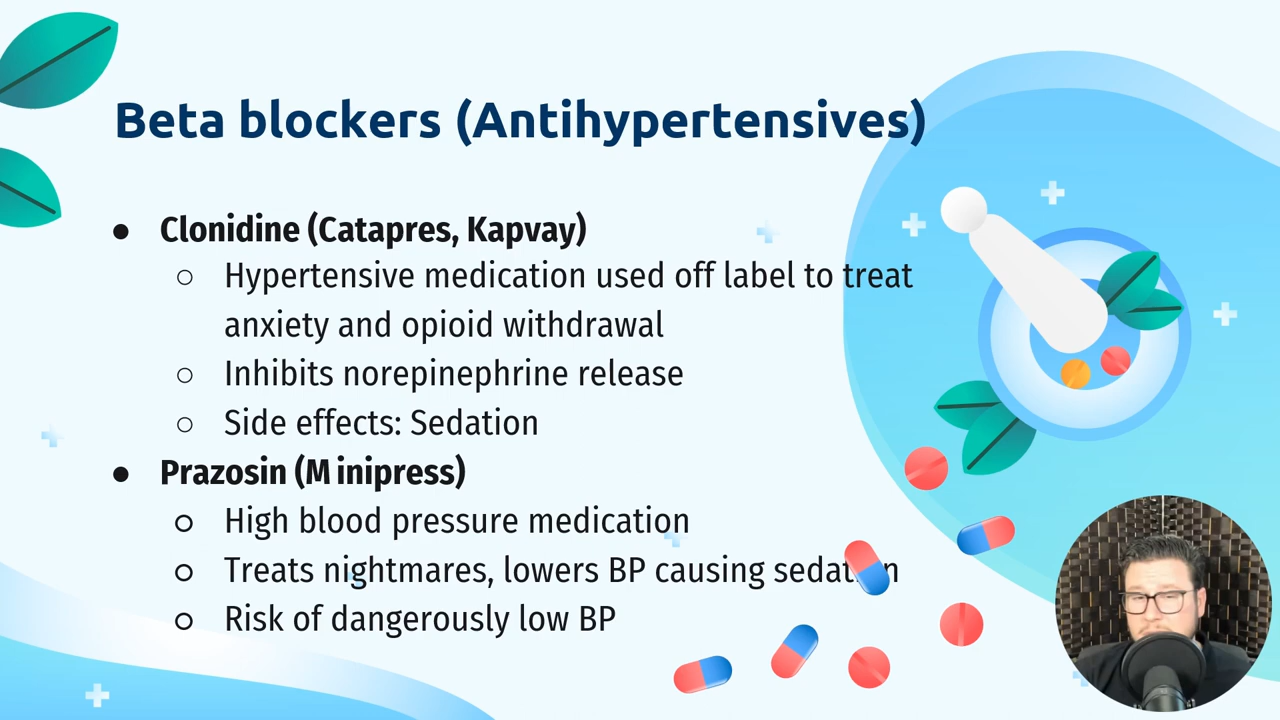 Beta blockers (Antihypertensives)
● Clonidine (Catapres, Kapvay)
○ Hypertensive medication used off label to treat
anxiety and opioid withdrawal
○ Inhibits norepinephrine release
○ Side effects: Sedation
● Prazosin (M inipress)
○ High blood pressure medication
○ Treats nightmares, lowers BP causing sedation
○ Risk of dangerously low BP